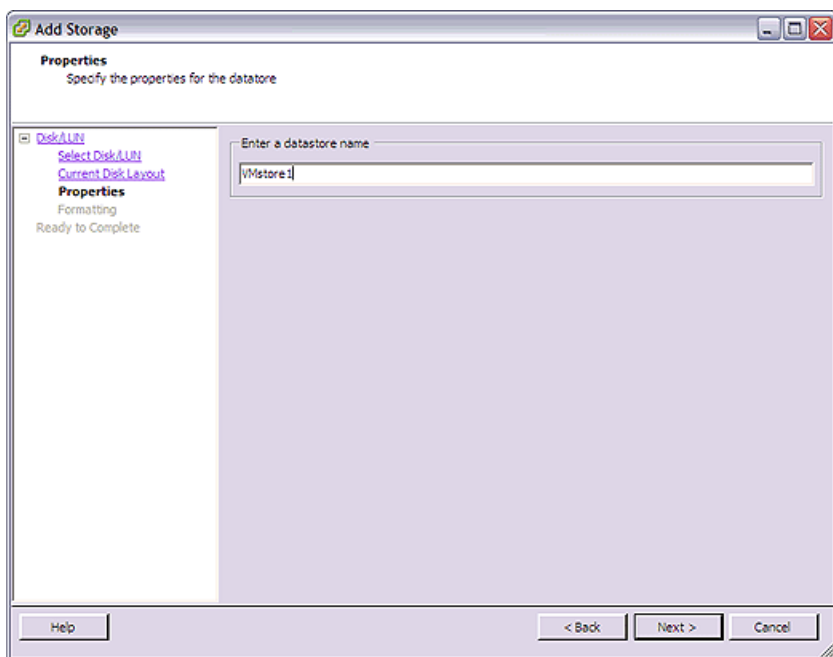 Add Storage
Properties
Specify the properties for the datatore
Disk/LUN
Select Disk/LUN
Current Disk Layout
Properties
Formatting
Ready to Complete
Enter a datastore name
VMstore1
Help
< Back
Next >
Cancel